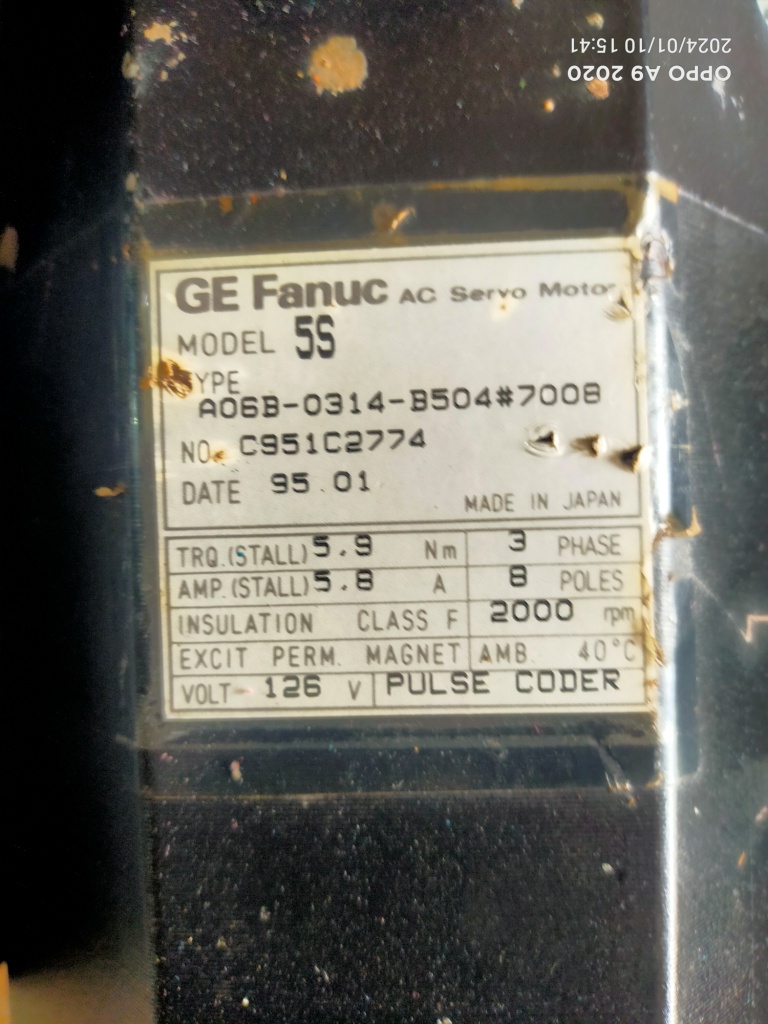 GE Fanuc AC Servo Motor
MODEL 5S
TYPE
A06B-0314-B504#7008
NO. C951C2774
DATE 95.01
MADE IN JAPAN
TRQ.(STALL) 5.9 Nm 3 PHASE
AMP.(STALL) 5.8 A 8 POLES
INSULATION CLASS F 2000 rpm
EXCIT PERM. MAGNET AMB. 40°C
VOLT 126 V PULSE CODER
OPPO A9 2020
2024/01/10 15:41